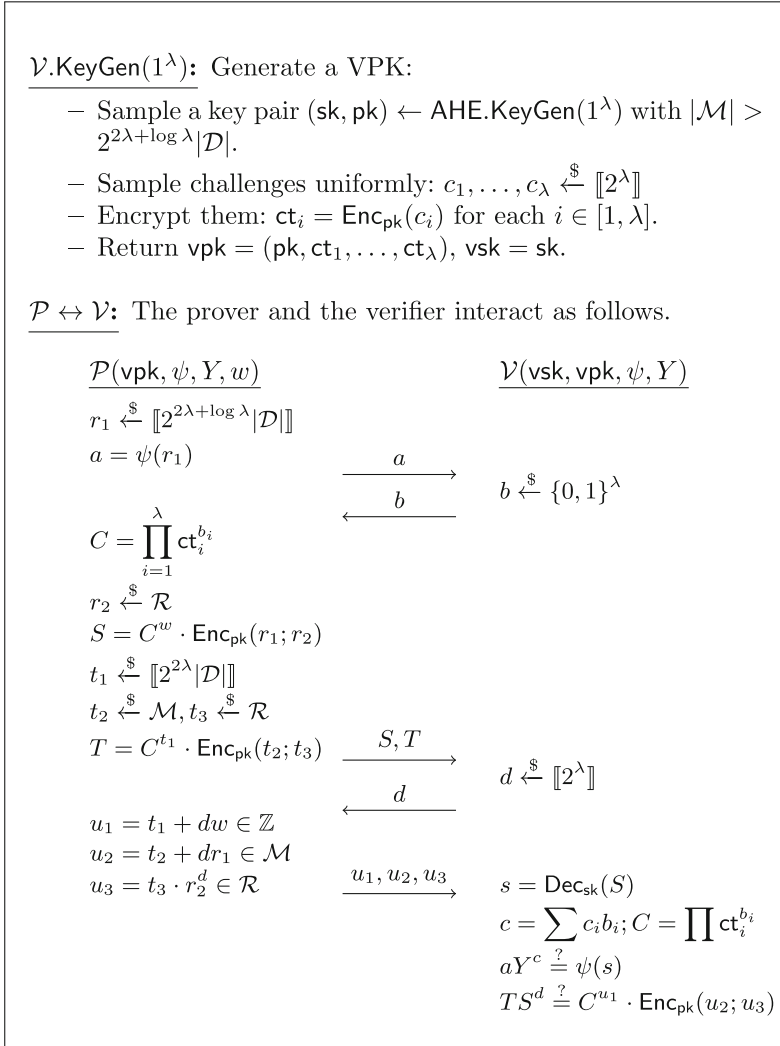 𝒱.KeyGen(1^λ): Generate a VPK:
– Sample a key pair (sk, pk) ← AHE.KeyGen(1^λ) with |ℳ| >
2^{2λ+log λ}|𝒟|.
– Sample challenges uniformly: c_1, . . . , c_λ ←$ ⟦2^λ⟧
– Encrypt them: ct_i = Enc_pk(c_i) for each i ∈ [1, λ].
– Return vpk = (pk, ct_1, . . . , ct_λ), vsk = sk.
𝒫 ↔ 𝒱: The prover and the verifier interact as follows.
𝒫(vpk, ψ, Y, w) 𝒱(vsk, vpk, ψ, Y)
r_1 ←$ ⟦2^{2λ+log λ}|𝒟|⟧
a = ψ(r_1)
a
b ←$ {0, 1}^λ
b
C = ∏_{i=1}^{λ} ct_i^{b_i}
r_2 ←$ ℛ
S = C^w · Enc_pk(r_1; r_2)
t_1 ←$ ⟦2^{2λ}|𝒟|⟧
t_2 ←$ ℳ, t_3 ←$ ℛ
T = C^{t_1} · Enc_pk(t_2; t_3) S, T
d ←$ ⟦2^λ⟧
d
u_1 = t_1 + dw ∈ ℤ
u_2 = t_2 + dr_1 ∈ ℳ
u_3 = t_3 · r_2^d ∈ ℛ u_1, u_2, u_3 s = Dec_sk(S)
c = ∑ c_i b_i; C = ∏ ct_i^{b_i}
aY^c ≟ ψ(s)
TS^d ≟ C^{u_1} · Enc_pk(u_2; u_3)